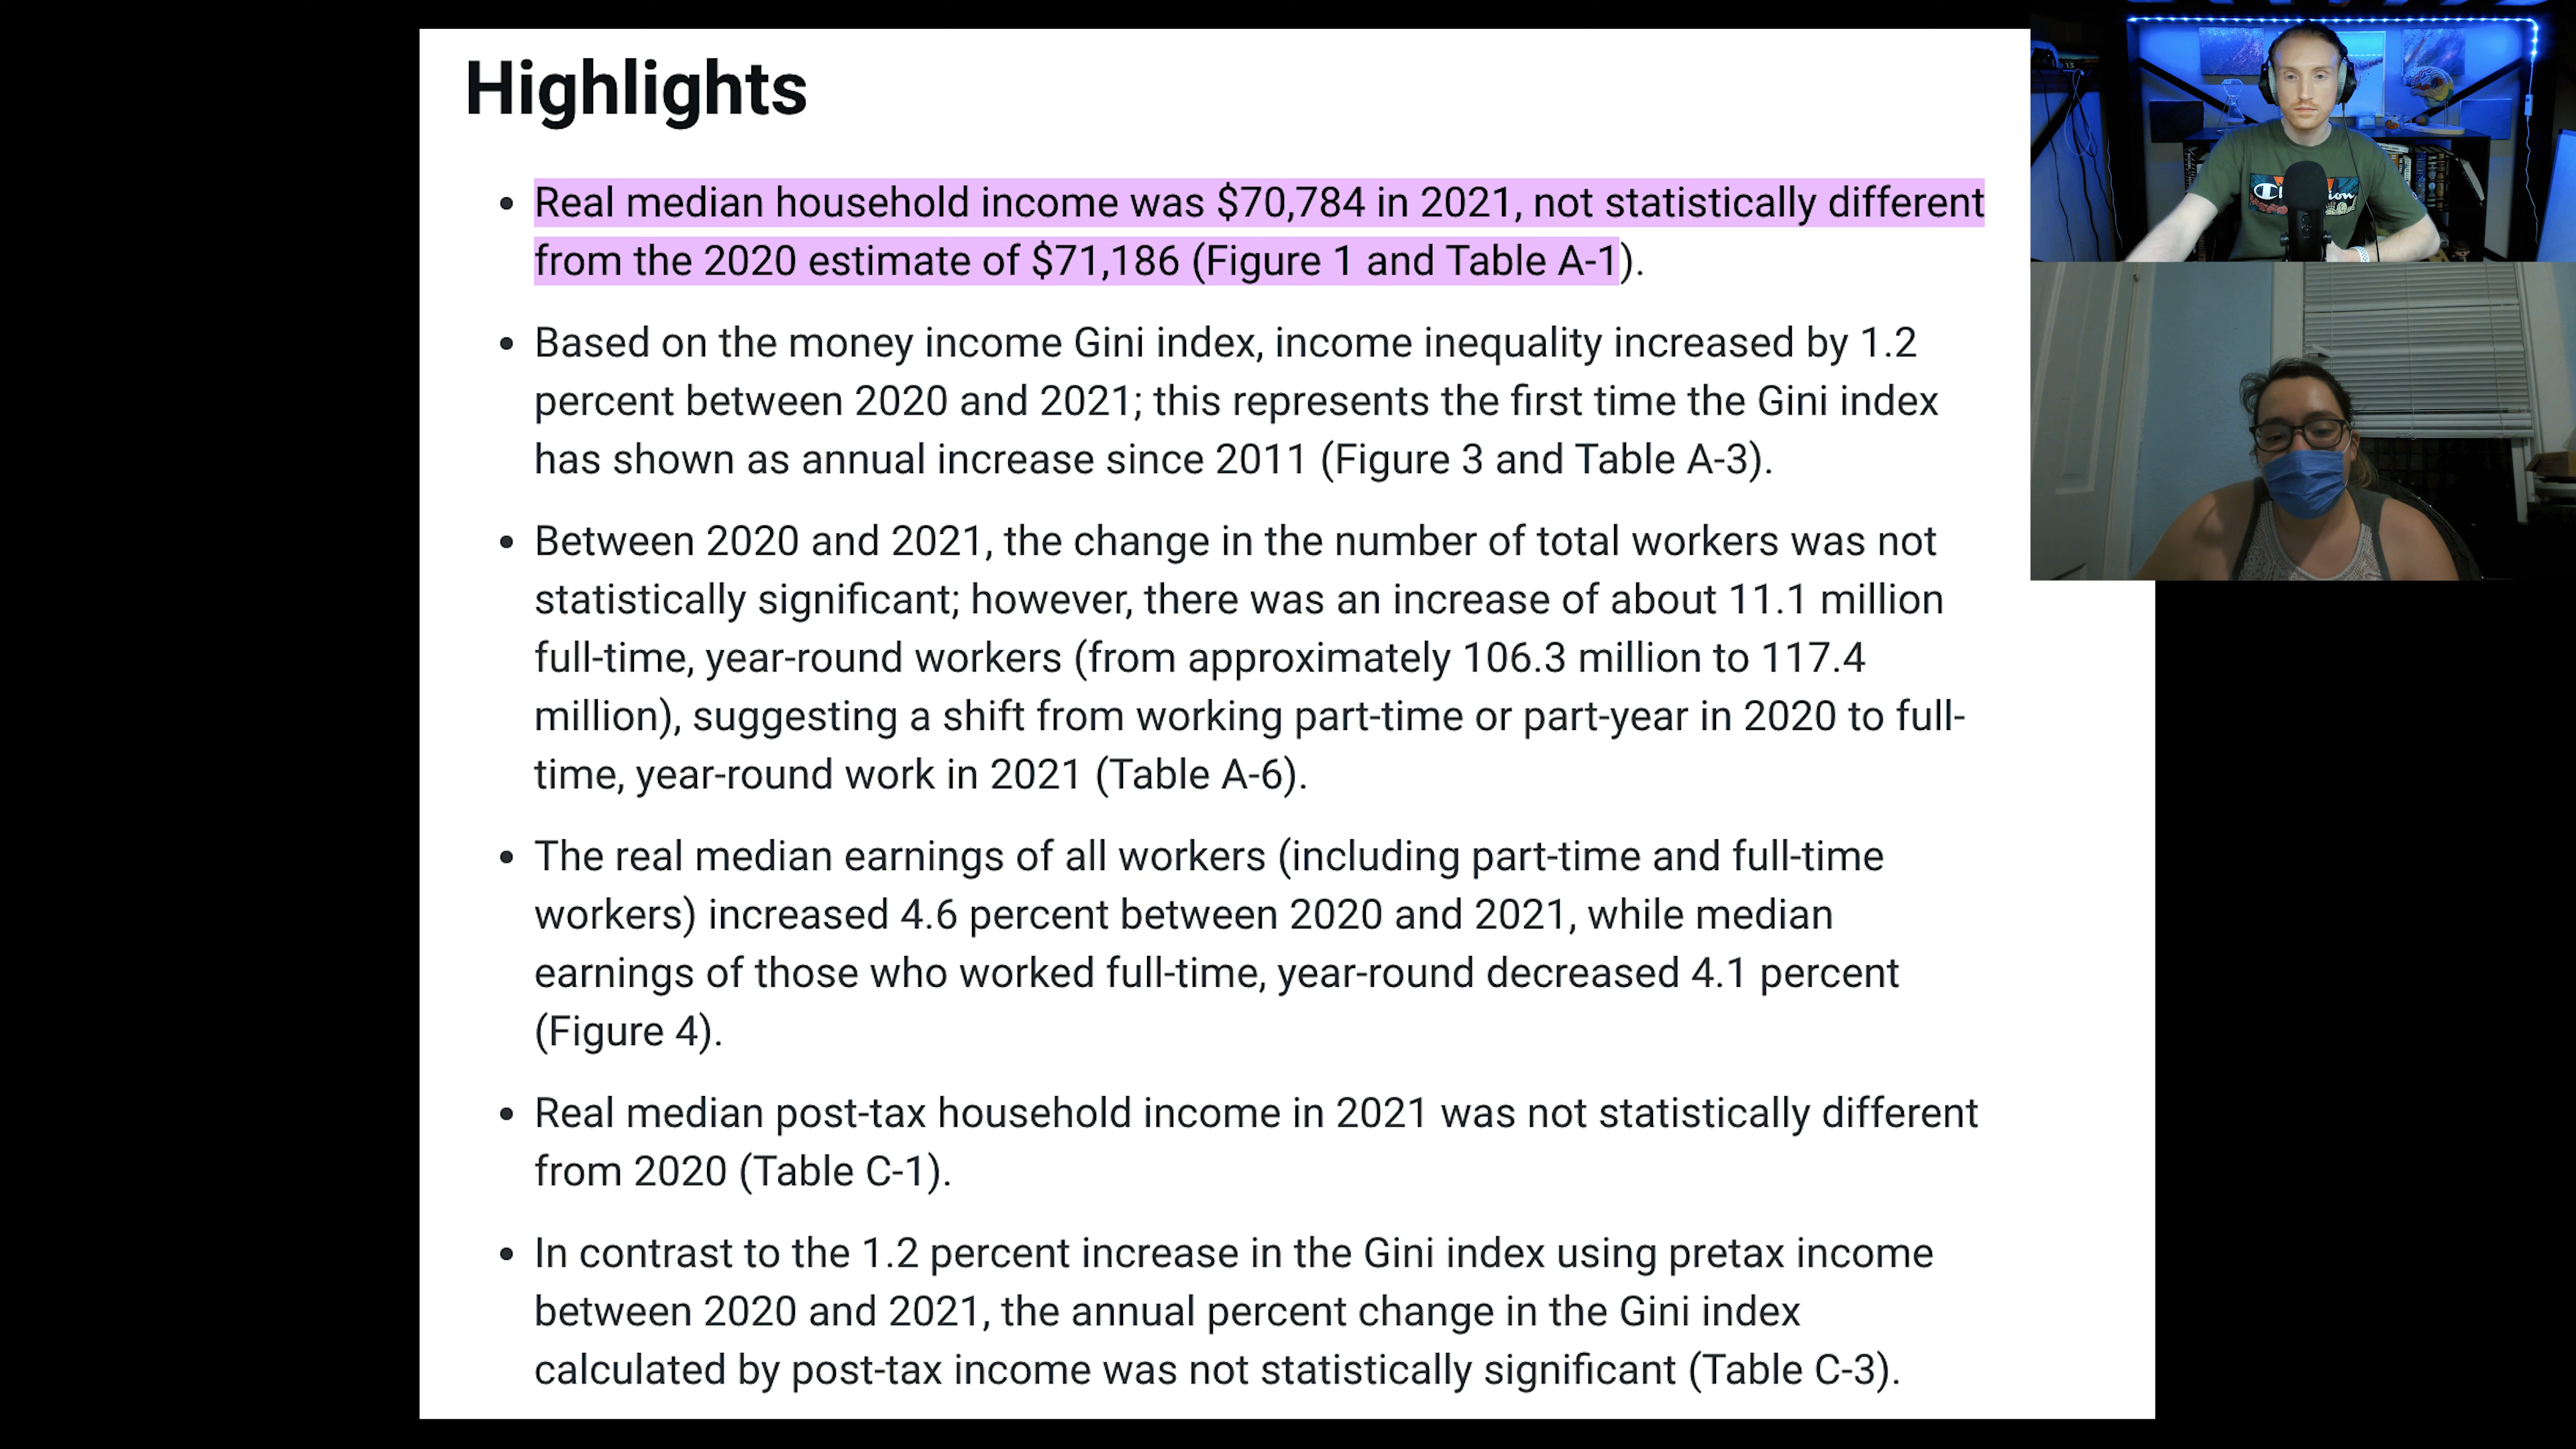 Highlights
• Real median household income was $70,784 in 2021, not statistically different
from the 2020 estimate of $71,186 (Figure 1 and Table A-1).
• Based on the money income Gini index, income inequality increased by 1.2
percent between 2020 and 2021; this represents the first time the Gini index
has shown as annual increase since 2011 (Figure 3 and Table A-3).
• Between 2020 and 2021, the change in the number of total workers was not
statistically significant; however, there was an increase of about 11.1 million
full-time, year-round workers (from approximately 106.3 million to 117.4
million), suggesting a shift from working part-time or part-year in 2020 to full-
time, year-round work in 2021 (Table A-6).
• The real median earnings of all workers (including part-time and full-time
workers) increased 4.6 percent between 2020 and 2021, while median
earnings of those who worked full-time, year-round decreased 4.1 percent
(Figure 4).
• Real median post-tax household income in 2021 was not statistically different
from 2020 (Table C-1).
• In contrast to the 1.2 percent increase in the Gini index using pretax income
between 2020 and 2021, the annual percent change in the Gini index
calculated by post-tax income was not statistically significant (Table C-3).